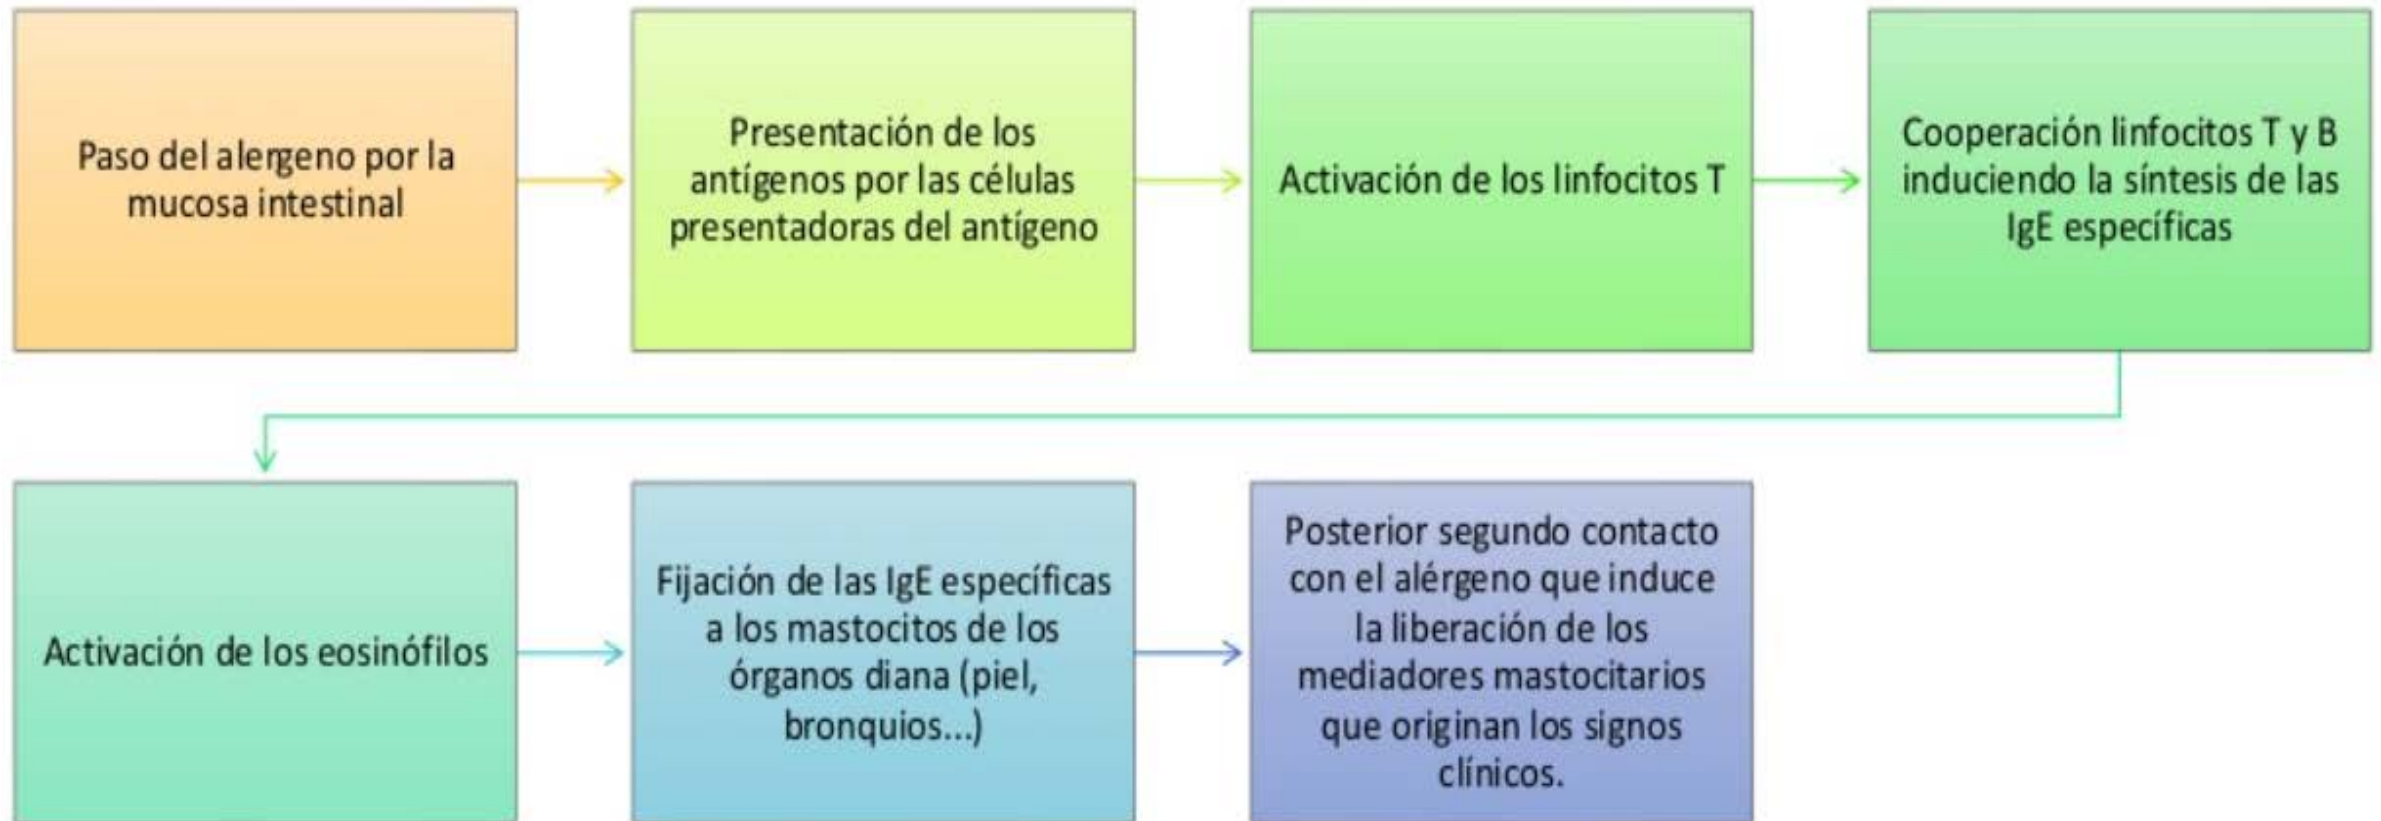 Paso del alergeno por la
mucosa intestinal
Presentación de los
antígenos por las células
presentadoras del antígeno
Activación de los linfocitos T
Cooperación linfocitos T y B
induciendo la síntesis de las
IgE específicas
Activación de los eosinófilos
Fijación de las IgE específicas
a los mastocitos de los
órganos diana (piel,
bronquios...)
Posterior segundo contacto
con el alérgeno que induce
la liberación de los
mediadores mastocitarios
que originan los signos
clínicos.